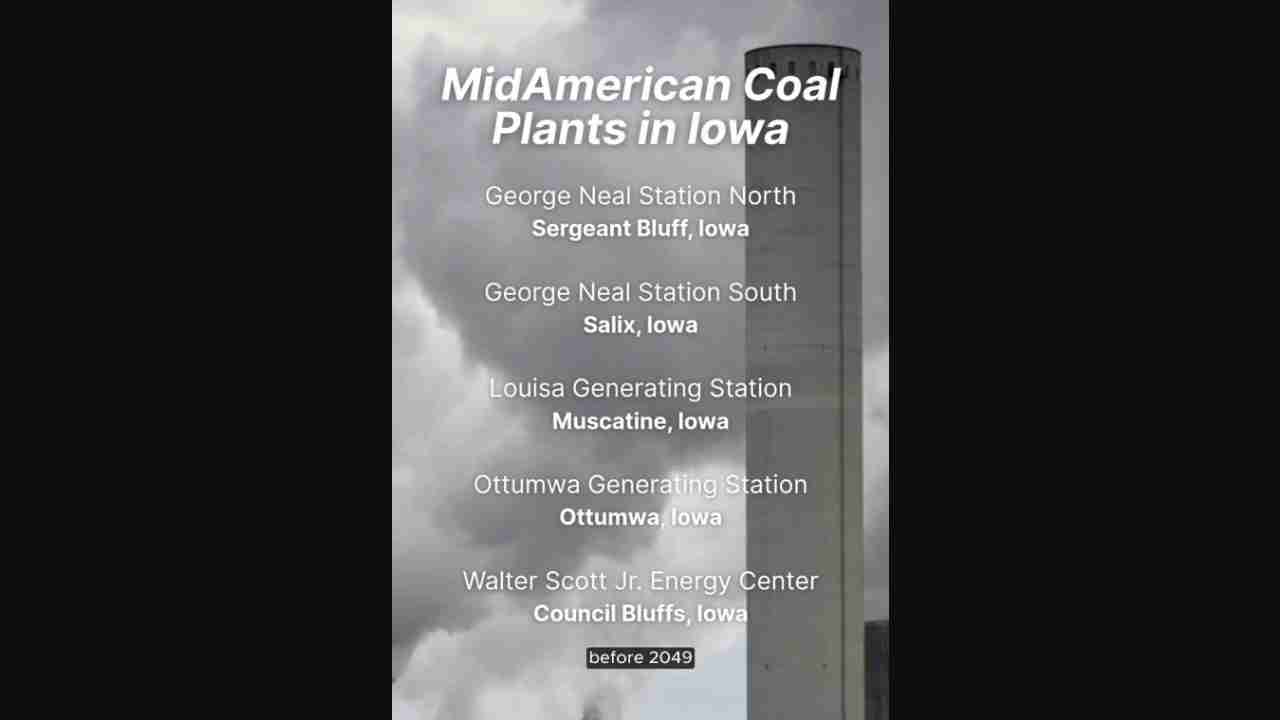 MidAmerican Coal
Plants in Iowa
George Neal Station North
Sergeant Bluff, Iowa
George Neal Station South
Salix, Iowa
Louisa Generating Station
Muscatine, Iowa
Ottumwa Generating Station
Ottumwa, Iowa
Walter Scott Jr. Energy Center
Council Bluffs, Iowa
before 2049